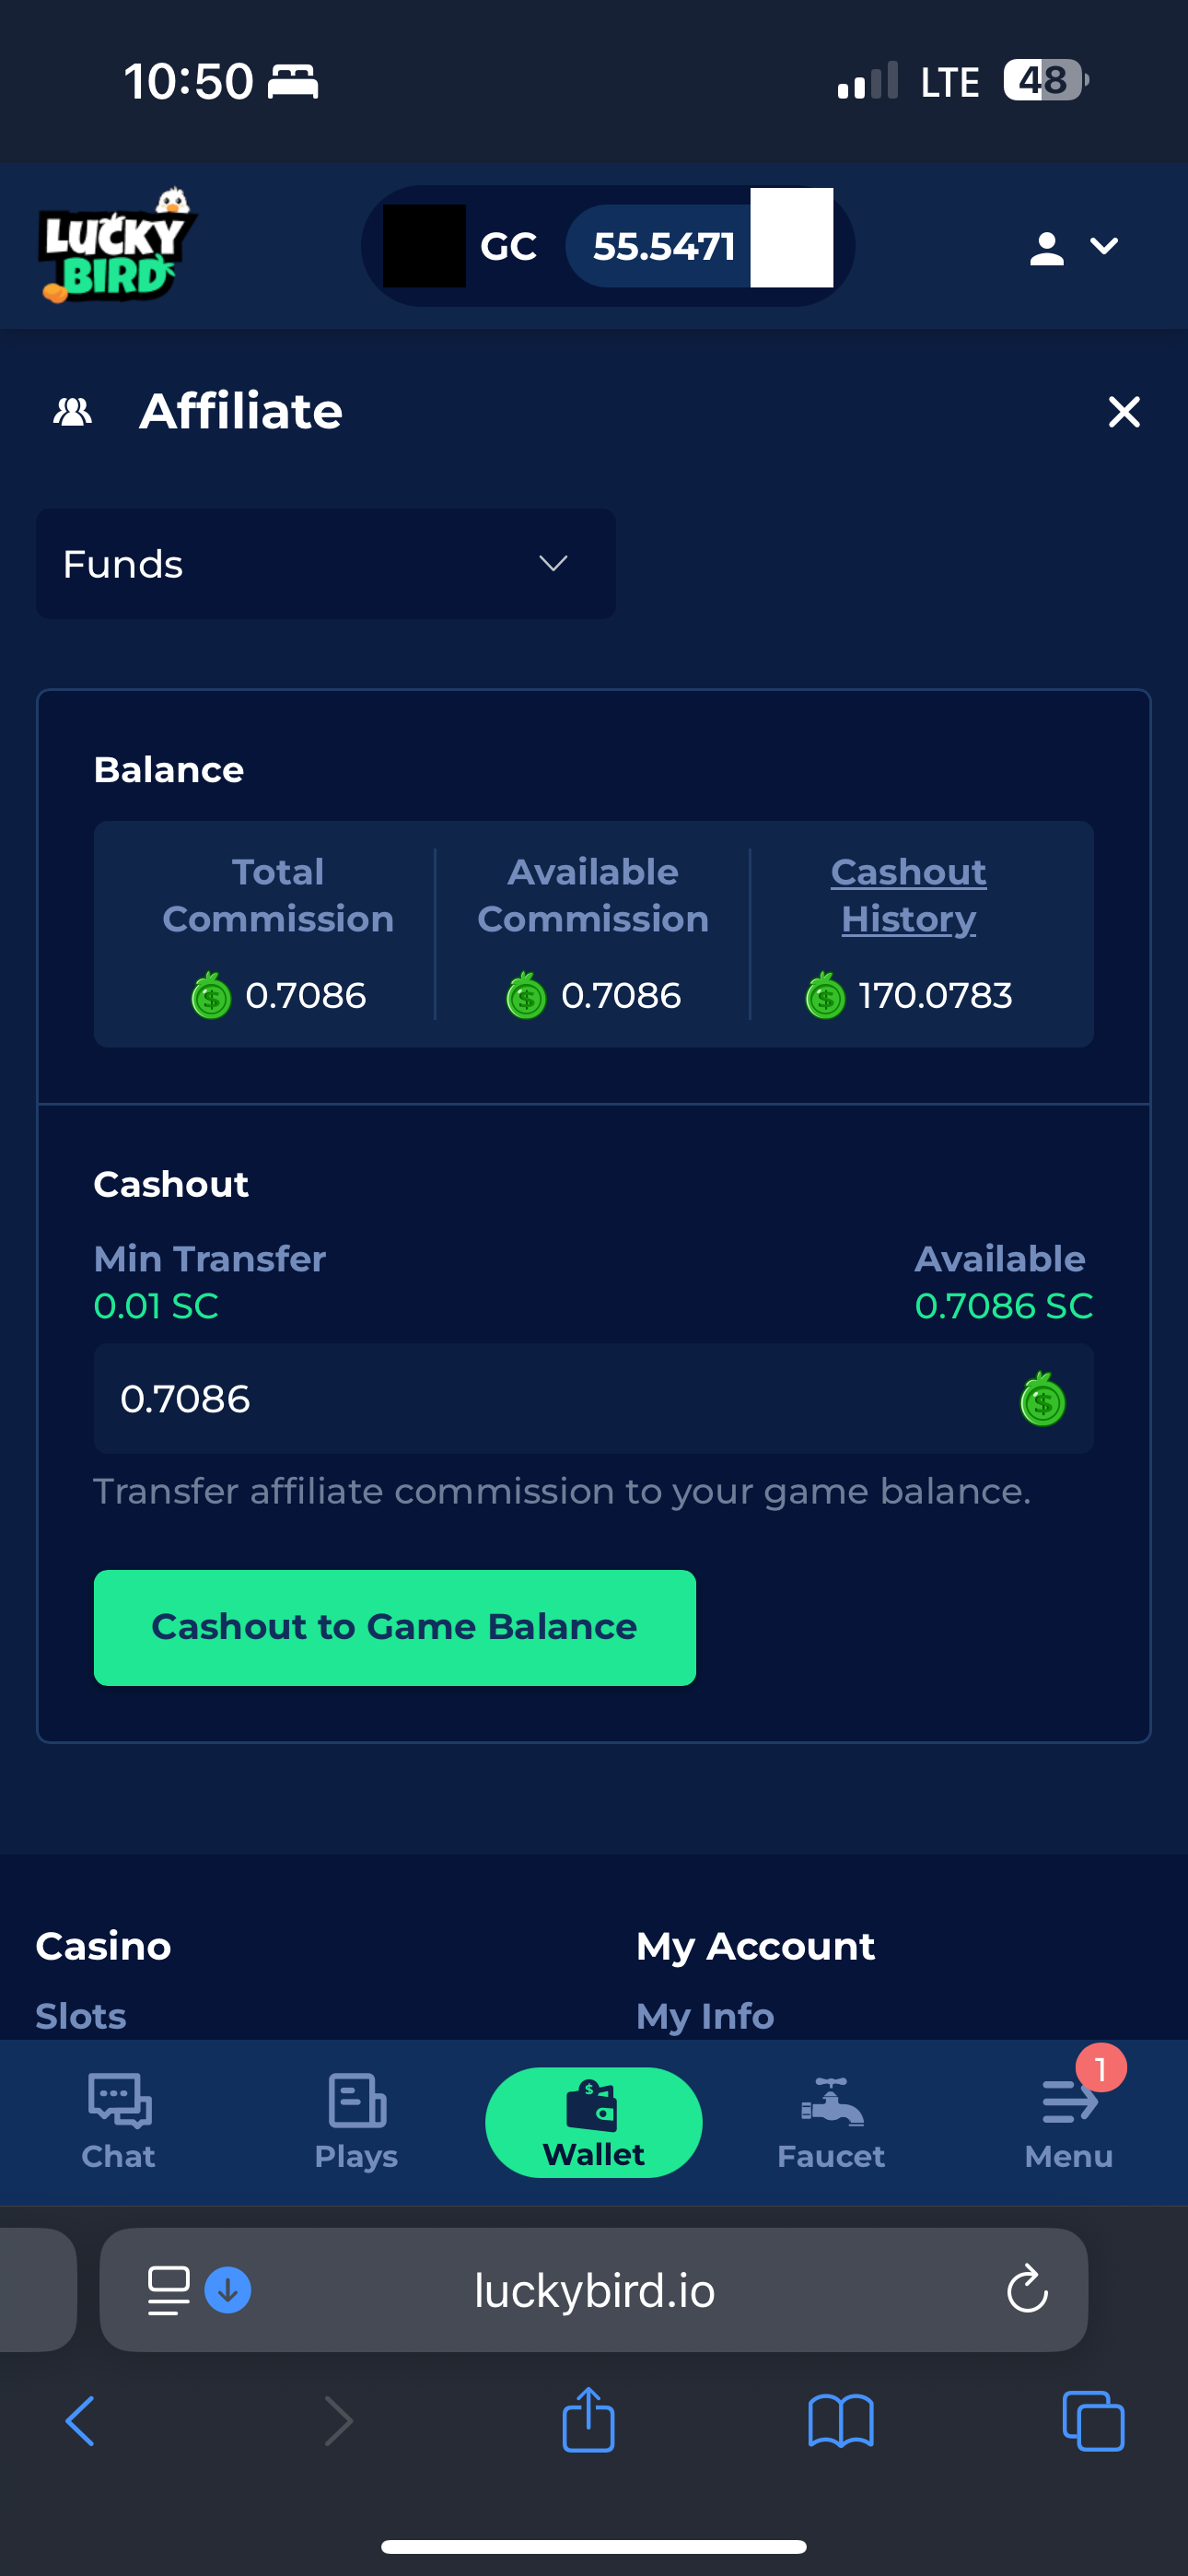 10:50
LTE 48
LUCKY
BIRD
GC 55.5471
Affiliate
Funds
Balance
Total Commission
Available Commission
Cashout History
0.7086
0.7086
170.0783
Cashout
Min Transfer
Available
0.01 SC
0.7086 SC
0.7086
Transfer affiliate commission to your game balance.
Cashout to Game Balance
Casino
My Account
Slots
My Info
1
Chat
Plays
Wallet
Faucet
Menu
luckybird.io